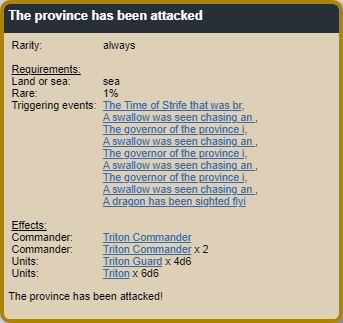 The province has been attacked
Rarity: always
Requirements:
Land or sea: sea
Rare: 1%
Triggering events: The Time of Strife that was br,
A swallow was seen chasing an ,
The governor of the province i,
A swallow was seen chasing an ,
The governor of the province i,
A swallow was seen chasing an ,
The governor of the province i,
A swallow was seen chasing an ,
A dragon has been sighted flyi
Effects:
Commander: Triton Commander
Commander: Triton Commander x 2
Units: Triton Guard x 4d6
Units: Triton x 6d6
The province has been attacked!